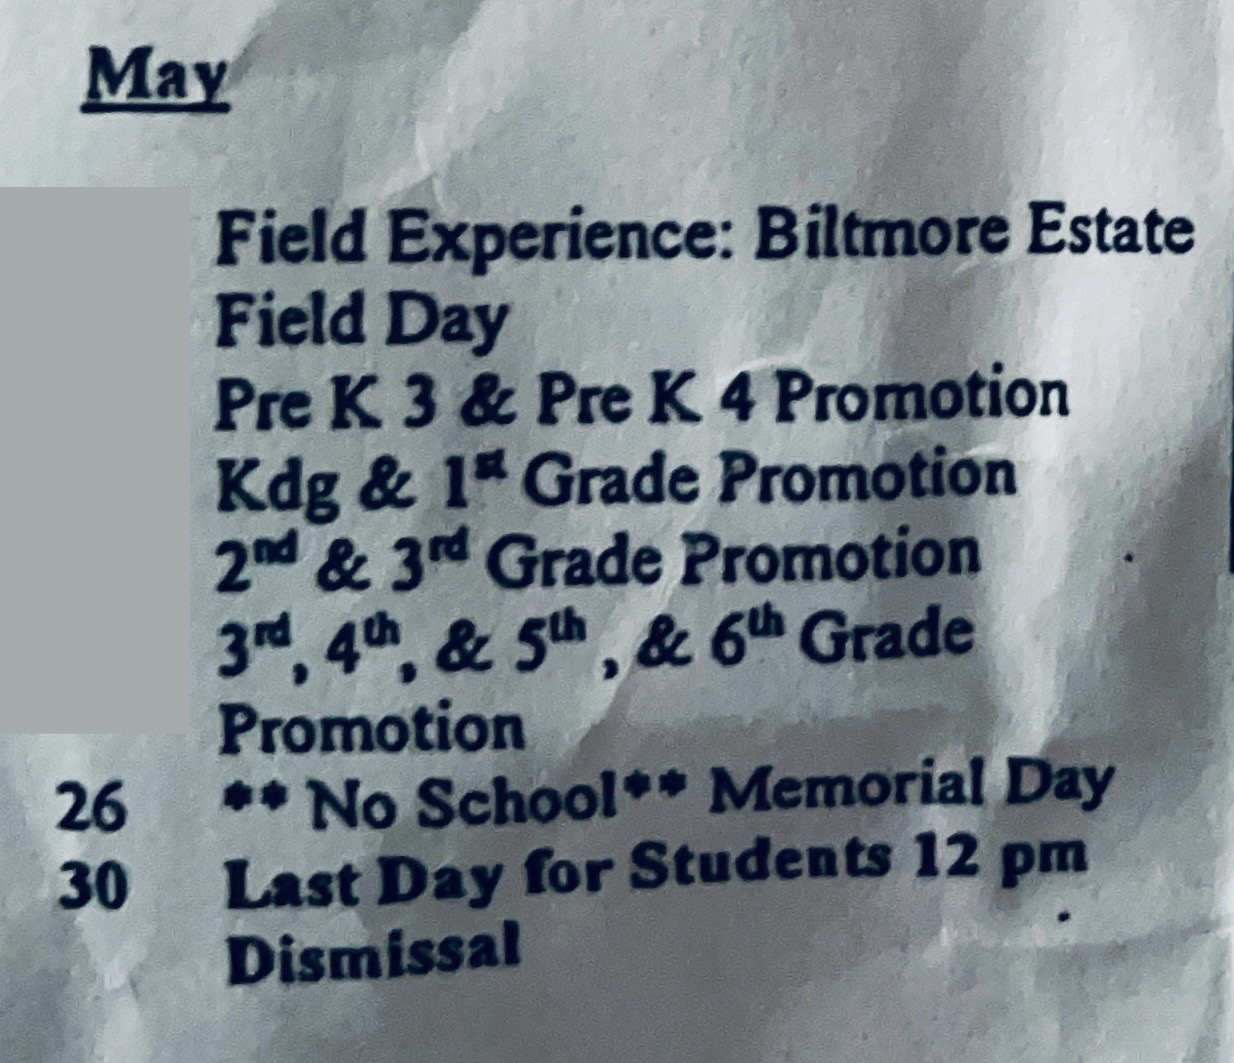 May
Field Experience: Biltmore Estate
Field Day
Pre K 3 & Pre K 4 Promotion
Kdg & 1st Grade Promotion
2nd & 3rd Grade Promotion
3rd, 4th, & 5th , & 6th Grade
Promotion
26 ** No School** Memorial Day
30 Last Day for Students 12 pm
Dismissal